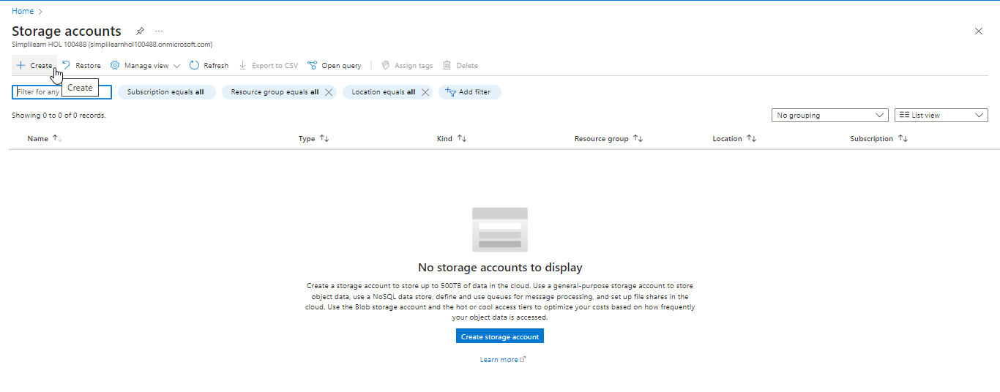 Home
Storage accounts
Simplilearn HOL 100488 (simplilearnhol100488.onmicrosoft.com)
Create Restore Manage view Refresh Export to CSV Open query Assign tags Delete
Filter for any Create Subscription equals all Resource group equals all Location equals all Add filter
Showing 0 to 0 of 0 records. No grouping List view
Name Type Kind Resource group Location Subscription
No storage accounts to display
Create a storage account to store up to 500TB of data in the cloud. Use a general-purpose storage account to store
object data, use a NoSQL data store, define and use queues for message processing, and set up file shares in the
cloud. Use the Blob storage account and the hot or cool access tiers to optimize your costs based on how frequently
your object data is accessed.
Create storage account
Learn more